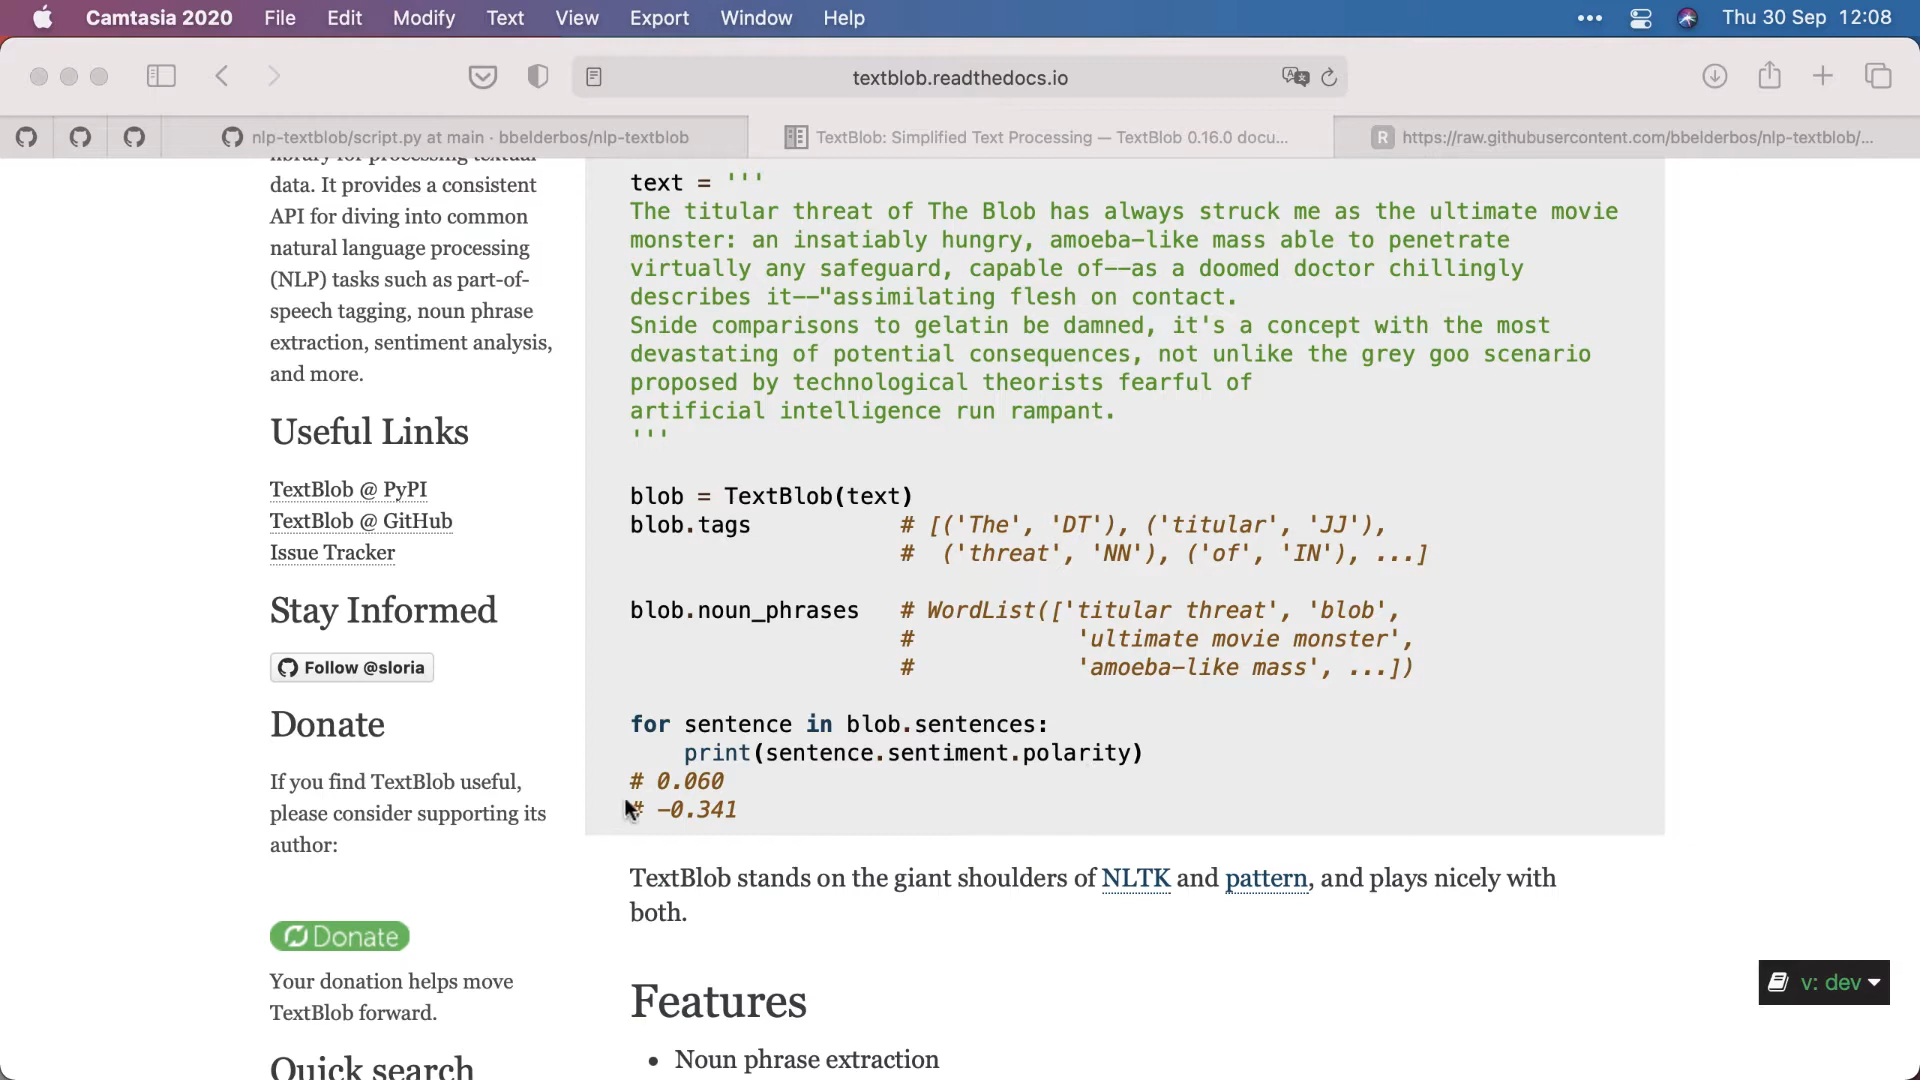 Camtasia 2020 File Edit Modify Text View Export Window Help Thu 30 Sep 12:08
textblob.readthedocs.io
nlp-textblob/script.py at main · bbelderbos/nlp-textblob
TextBlob: Simplified Text Processing — TextBlob 0.16.0 docu...
R https://raw.githubusercontent.com/bbelderbos/nlp-textblob/...
library for processing textual
data. It provides a consistent
API for diving into common
natural language processing
(NLP) tasks such as part-of-
speech tagging, noun phrase
extraction, sentiment analysis,
and more.
Useful Links
TextBlob @ PyPI
TextBlob @ GitHub
Issue Tracker
Stay Informed
Follow @sloria
Donate
If you find TextBlob useful,
please consider supporting its
author:
Donate
Your donation helps move
TextBlob forward.
Quick search
text = '''
The titular threat of The Blob has always struck me as the ultimate movie
monster: an insatiably hungry, amoeba-like mass able to penetrate
virtually any safeguard, capable of--as a doomed doctor chillingly
describes it--"assimilating flesh on contact.
Snide comparisons to gelatin be damned, it's a concept with the most
devastating of potential consequences, not unlike the grey goo scenario
proposed by technological theorists fearful of
artificial intelligence run rampant.
'''
blob = TextBlob(text)
blob.tags # [('The', 'DT'), ('titular', 'JJ'),
# ('threat', 'NN'), ('of', 'IN'), ...]
blob.noun_phrases # WordList(['titular threat', 'blob',
# 'ultimate movie monster',
# 'amoeba-like mass', ...])
for sentence in blob.sentences:
print(sentence.sentiment.polarity)
# 0.060
# -0.341
TextBlob stands on the giant shoulders of NLTK and pattern, and plays nicely with
both.
Features
• Noun phrase extraction
v: dev